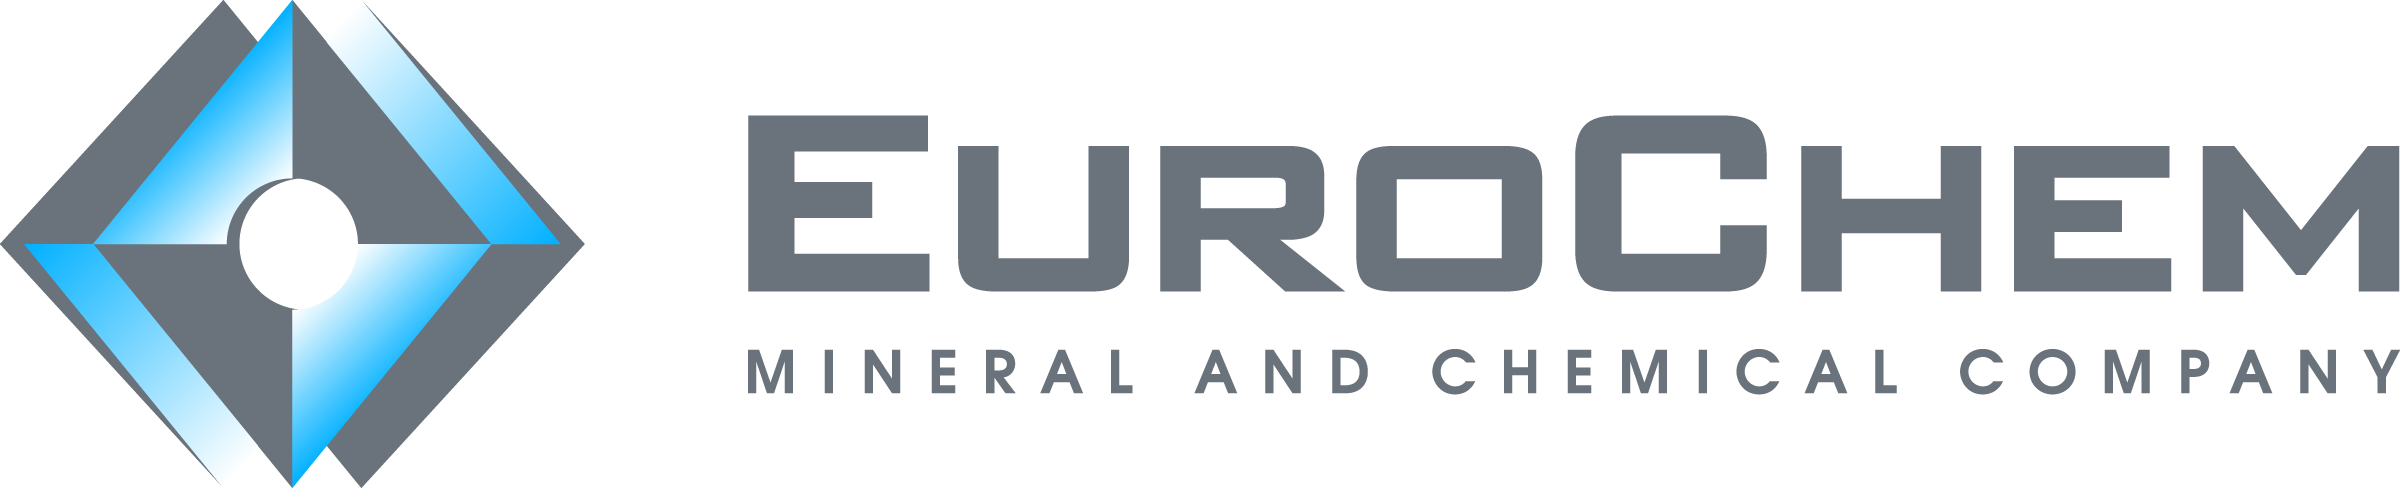 EUROCHEM
MINERAL AND CHEMICAL COMPANY